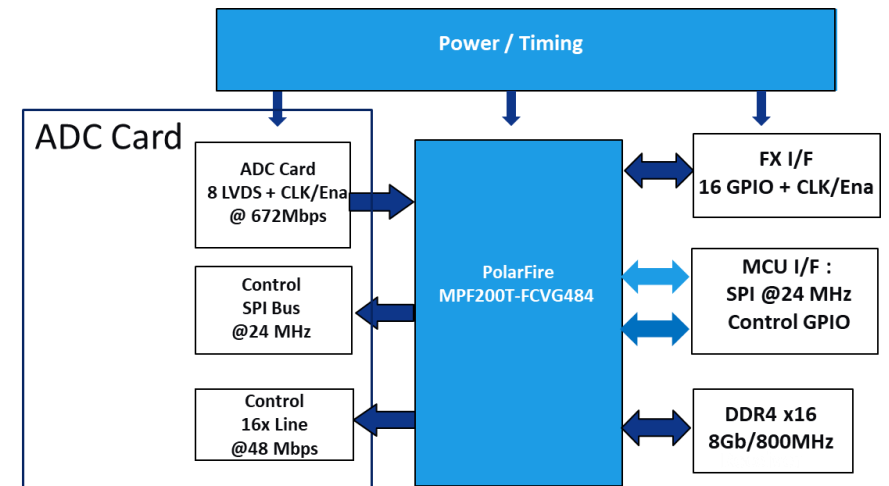 Power / Timing
ADC Card
ADC Card
8 LVDS + CLK/Ena
@ 672Mbps
Control
SPI Bus
@24 MHz
Control
16x Line
@48 Mbps
PolarFire
MPF200T-FCVG484
FX I/F
16 GPIO + CLK/Ena
MCU I/F :
SPI @24 MHz
Control GPIO
DDR4 x16
8Gb/800MHz